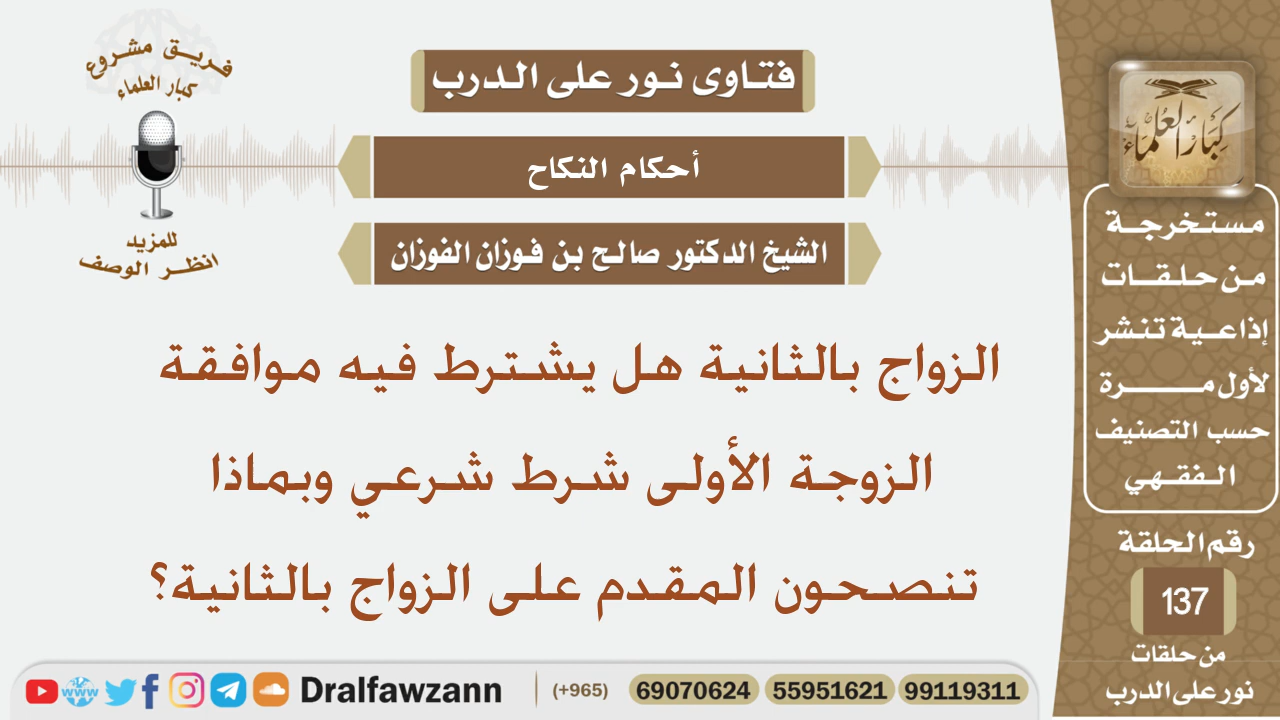 فتاوى نور على الدرب
أحكام النكاح
الشيخ الدكتور صالح بن فوزان الفوزان
الزواج بالثانية هل يشترط فيه موافقة
الزوجة الأولى شرط شرعي وبماذا
تنصحون المقدم على الزواج بالثانية؟
فريق مشروع
كبار العلماء
للمزيد
انظر الوصف
كبار العلماء
مستخرجة
من حلقات
إذاعية تنشر
لأول مرة
حسب التصنيف
الفقهي
رقم الحلقة
137
من حلقات
نور على الدرب
www Dralfawzann (+965) 69070624 55951621 99119311